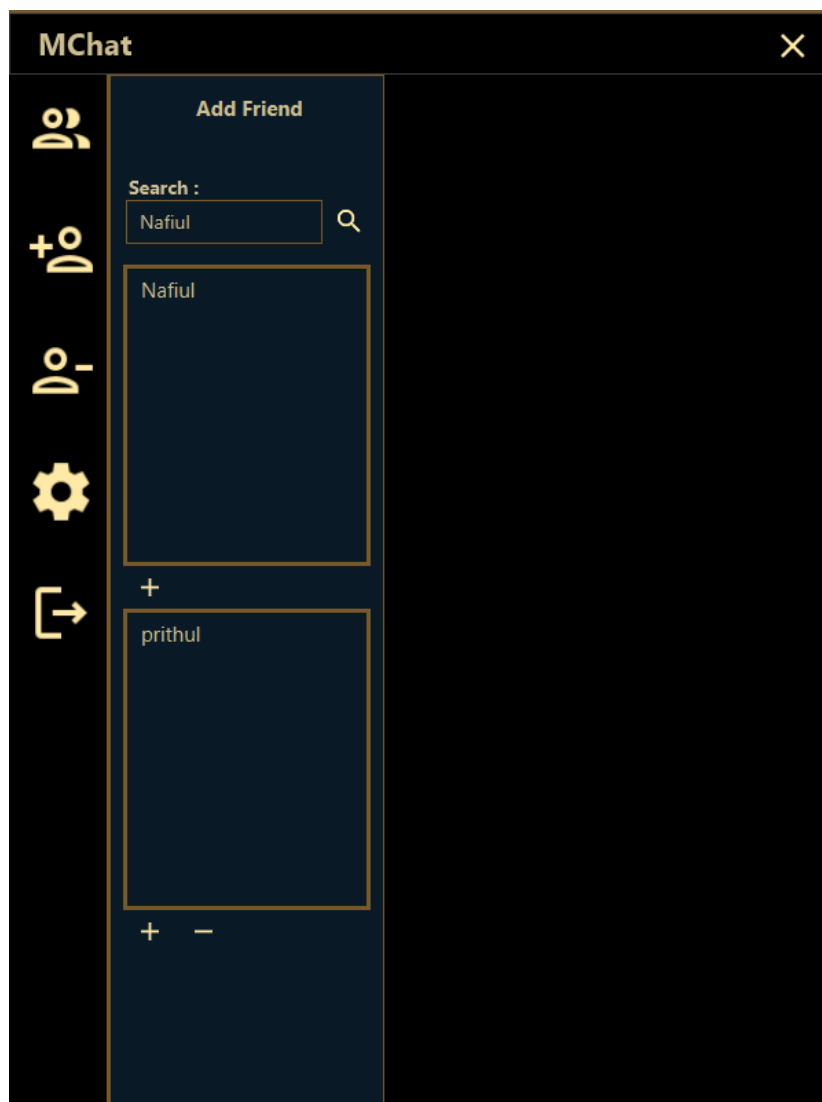 MChat
Add Friend
Search :
Nafiul
Nafiul
+
prithul
+ −